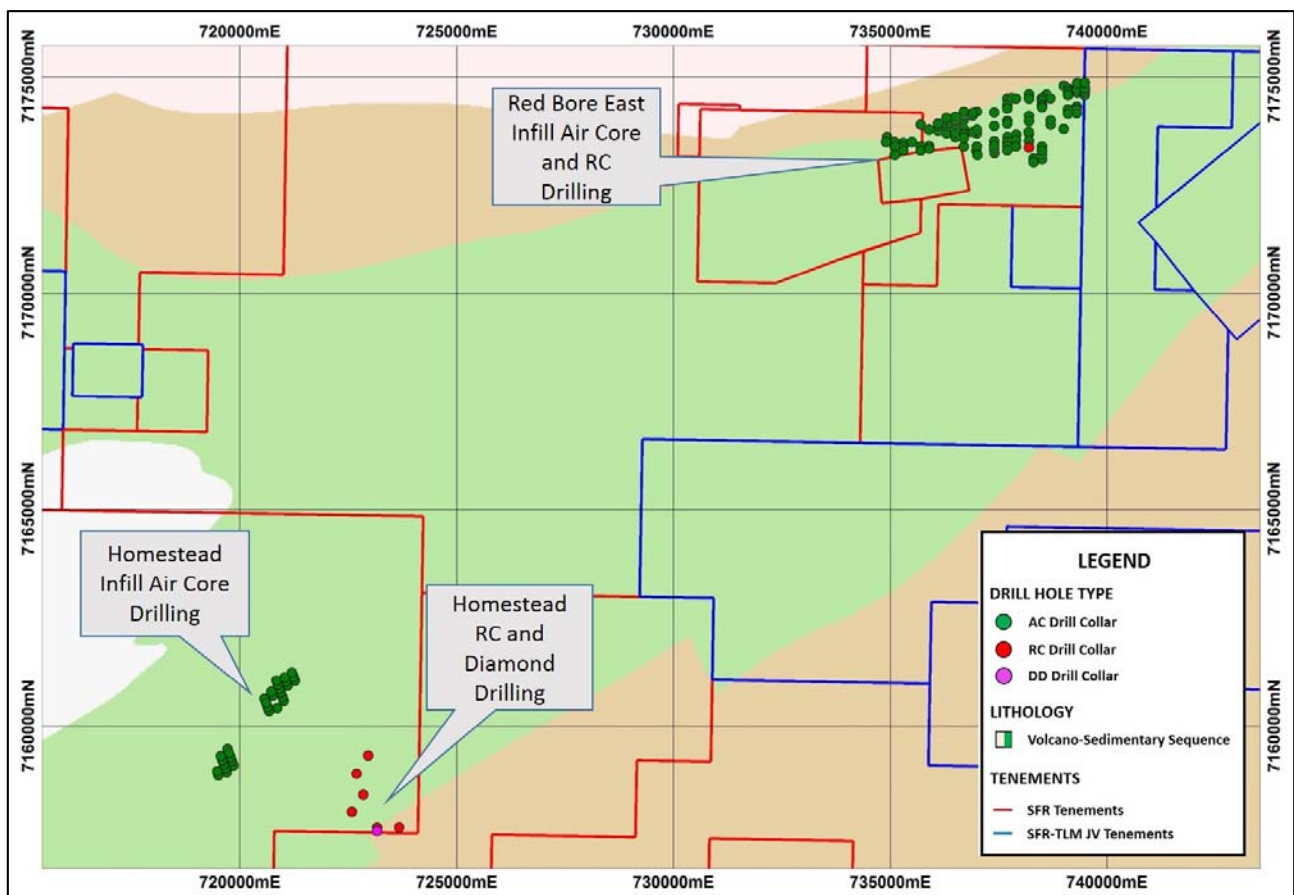 720000mE
725000mE
730000mE
735000mE
740000mE
7175000mN
7175000mN
Red Bore East
Infill Air Core
and RC
Drilling
7170000mN
7170000mN
7165000mN
7165000mN
Homestead
Infill Air Core
Drilling
Homestead
RC and
Diamond
Drilling
LEGEND
DRILL HOLE TYPE
AC Drill Collar
RC Drill Collar
DD Drill Collar
LITHOLOGY
Volcano-Sedimentary Sequence
TENEMENTS
SFR Tenements
SFR-TLM JV Tenements
7160000mN
7160000mN
720000mE
725000mE
730000mE
735000mE
740000mE